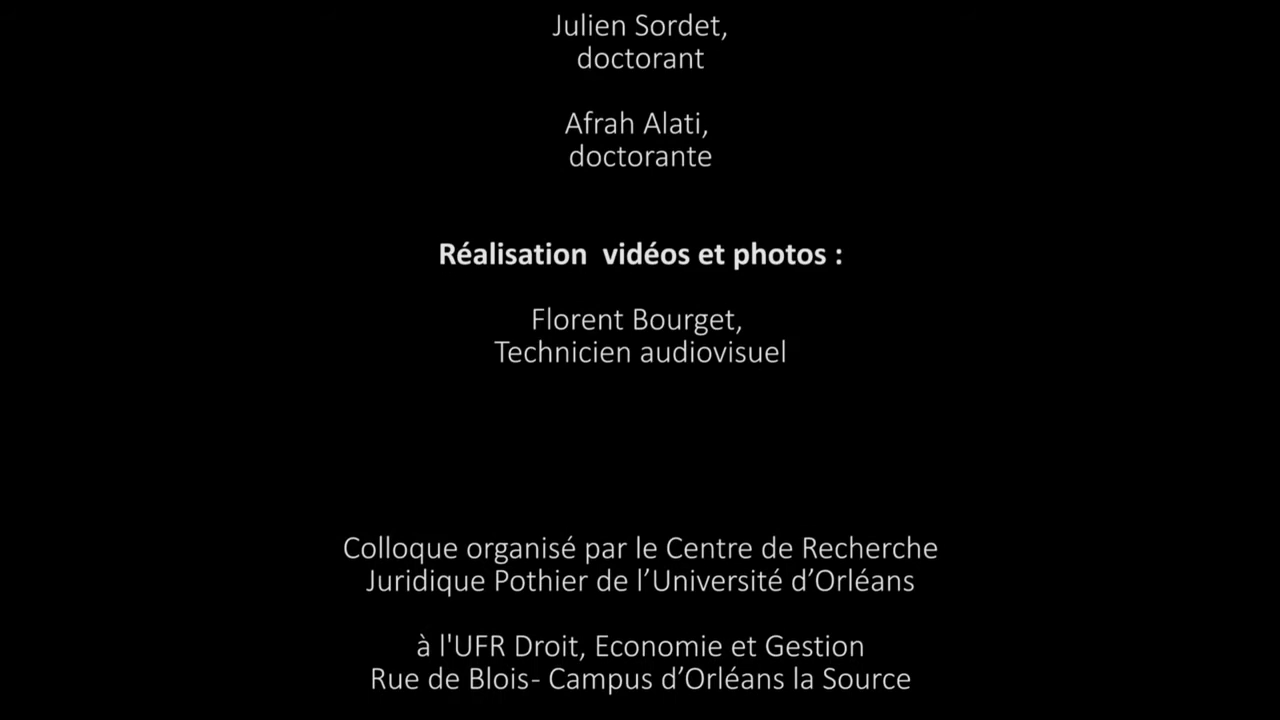 Julien Sordet,
doctorant
Afrah Alati,
doctorante
Réalisation  vidéos et photos :
Florent Bourget,
Technicien audiovisuel
Colloque organisé par le Centre de Recherche
Juridique Pothier de l’Université d’Orléans
à l'UFR Droit, Economie et Gestion
Rue de Blois- Campus d’Orléans la Source